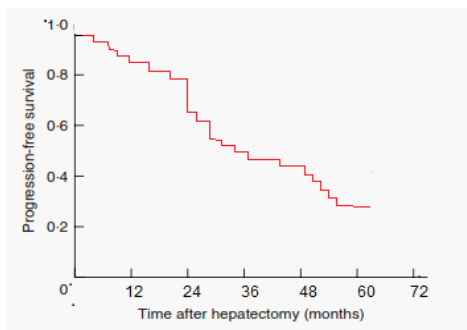 1·0
0·8
0·6
0·4
0·2
0
12 24 36 48 60 72
Time after hepatectomy (months)
Progression-free survival